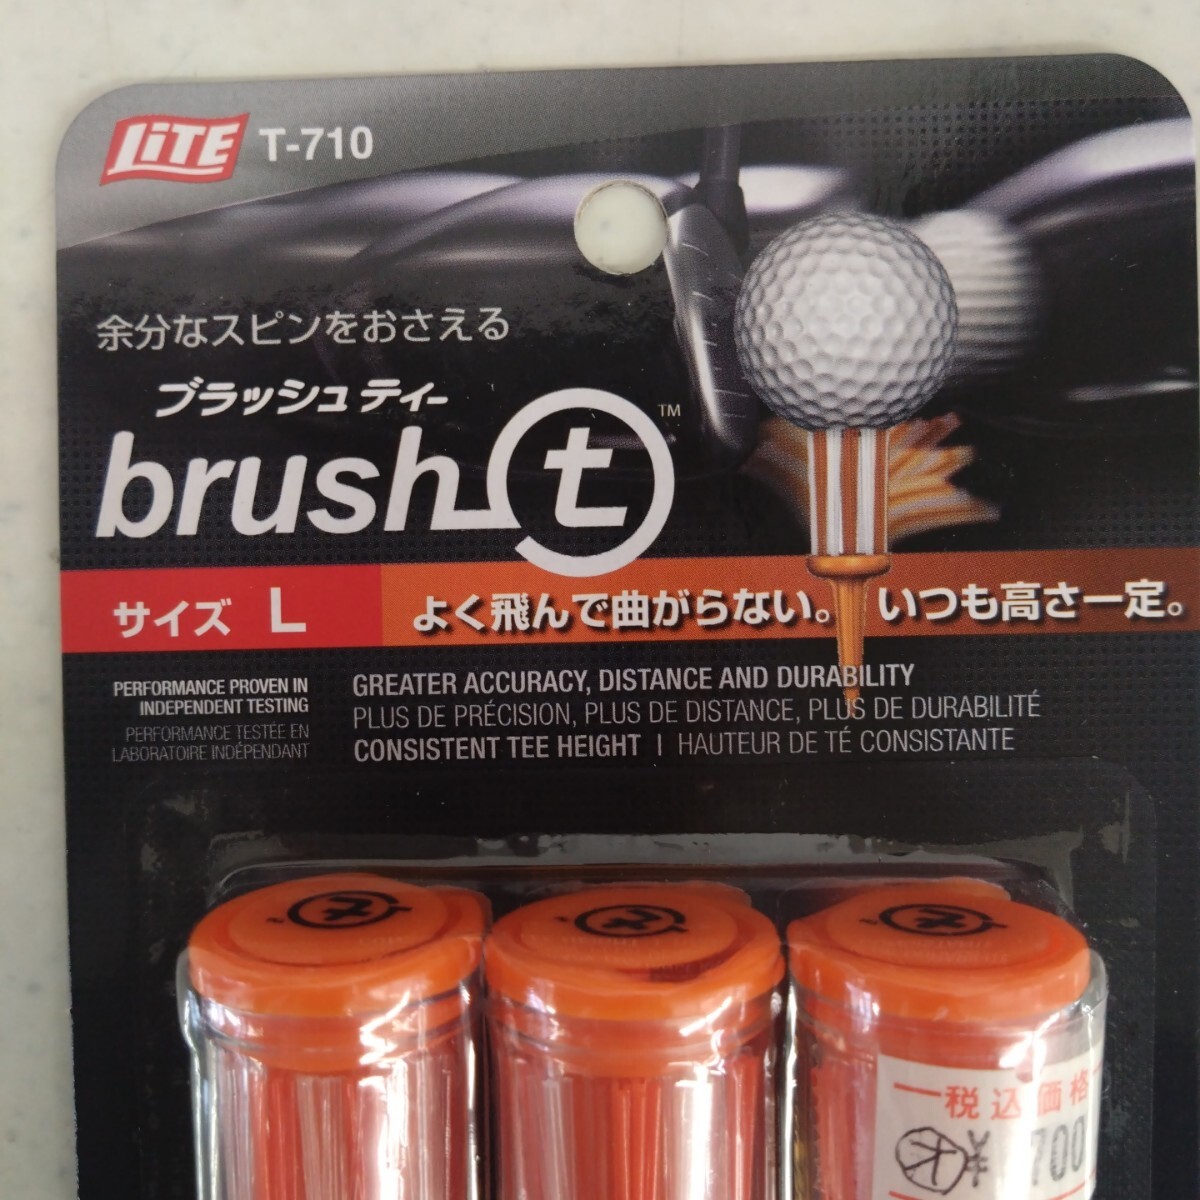 LiTE T-710
余分なスピンをおさえる
ブラッシュティー
brush t ™
サイズ L
よく飛んで曲がらない。 いつも高さ一定。
PERFORMANCE PROVEN IN
INDEPENDENT TESTING
PERFORMANCE TESTÉE EN
LABORATOIRE INDÉPENDANT
GREATER ACCURACY, DISTANCE AND DURABILITY
PLUS DE PRÉCISION, PLUS DE DISTANCE, PLUS DE DURABILITÉ
CONSISTENT TEE HEIGHT | HAUTEUR DE TÉ CONSISTANTE
税込価格
オ ¥ 700